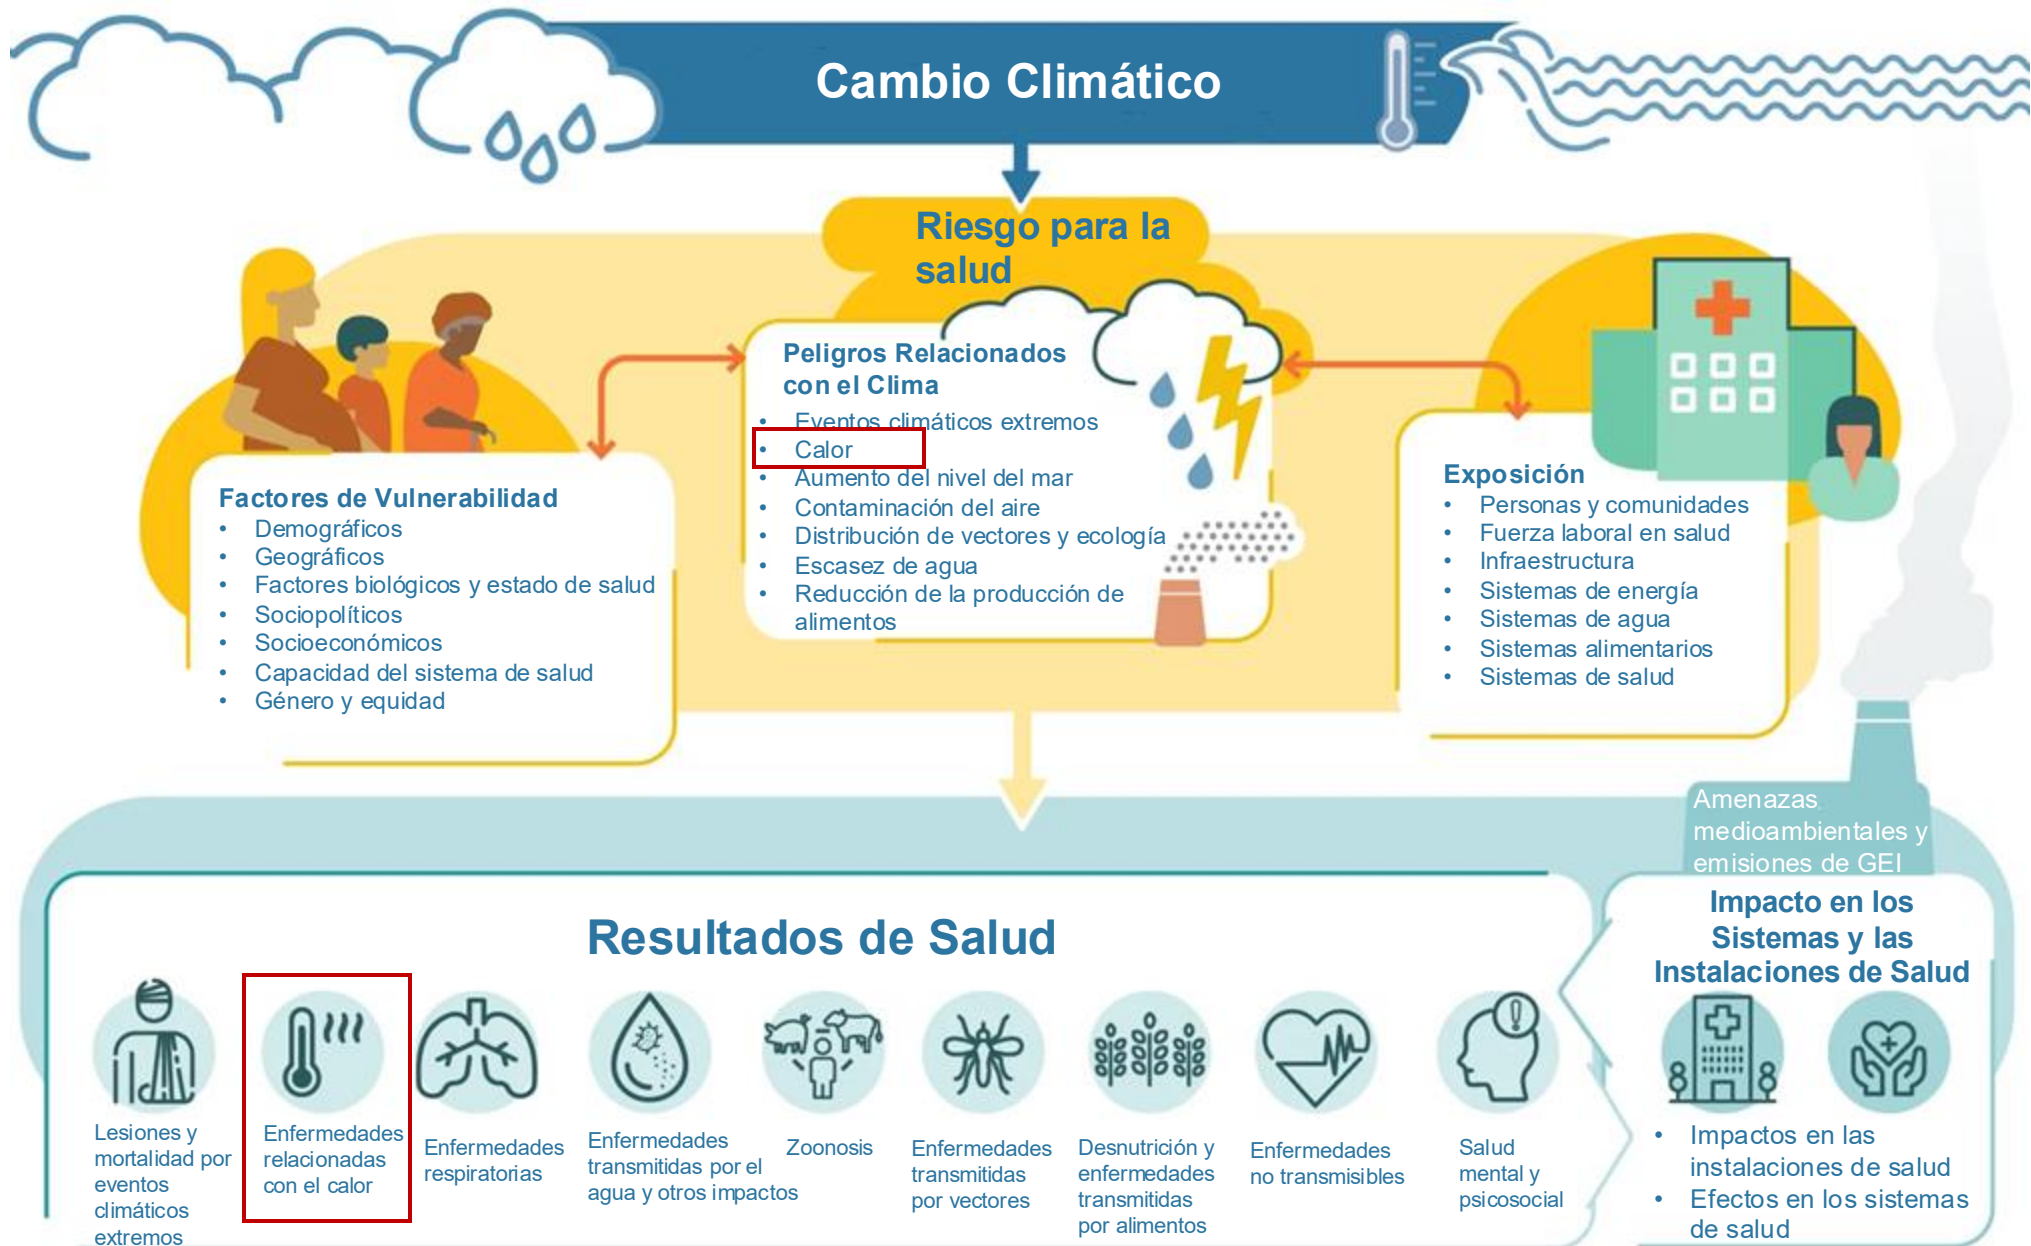 Cambio Climático
Riesgo para la
salud
Peligros Relacionados
con el Clima
• Eventos climáticos extremos
• Calor
• Aumento del nivel del mar
• Contaminación del aire
• Distribución de vectores y ecología
• Escasez de agua
• Reducción de la producción de
alimentos
Factores de Vulnerabilidad
• Demográficos
• Geográficos
• Factores biológicos y estado de salud
• Sociopolíticos
• Socioeconómicos
• Capacidad del sistema de salud
• Género y equidad
Exposición
• Personas y comunidades
• Fuerza laboral en salud
• Infraestructura
• Sistemas de energía
• Sistemas de agua
• Sistemas alimentarios
• Sistemas de salud
Amenazas
medioambientales y
emisiones de GEI
Resultados de Salud
Lesiones y
mortalidad por
eventos
climáticos
extremos
Enfermedades
relacionadas
con el calor
Enfermedades
respiratorias
Enfermedades
transmitidas por el
agua y otros impactos
Zoonosis
Enfermedades
transmitidas
por vectores
Desnutrición y
enfermedades
transmitidas
por alimentos
Enfermedades
no transmisibles
Salud
mental y
psicosocial
Impacto en los
Sistemas y las
Instalaciones de Salud
• Impactos en las
instalaciones de salud
• Efectos en los sistemas
de salud